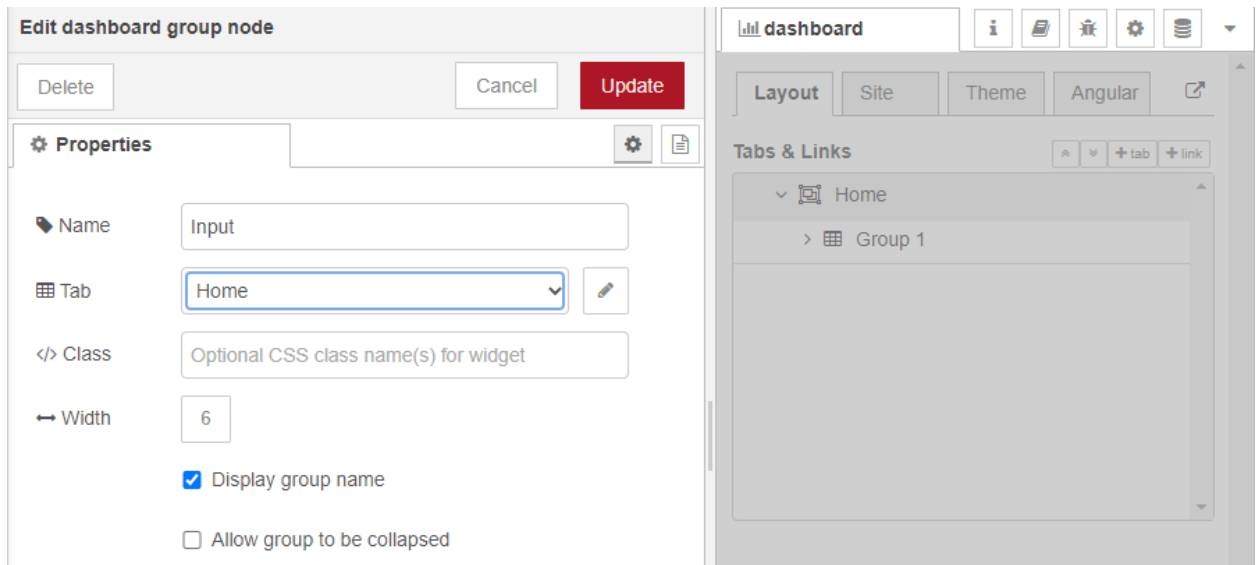 Edit dashboard group node
Delete
Cancel
Update
Properties
Name
Input
Tab
Home
</> Class
Optional CSS class name(s) for widget
Width
6
Display group name
Allow group to be collapsed
dashboard
i
Layout
Site
Theme
Angular
Tabs & Links
+ tab
+ link
Home
Group 1